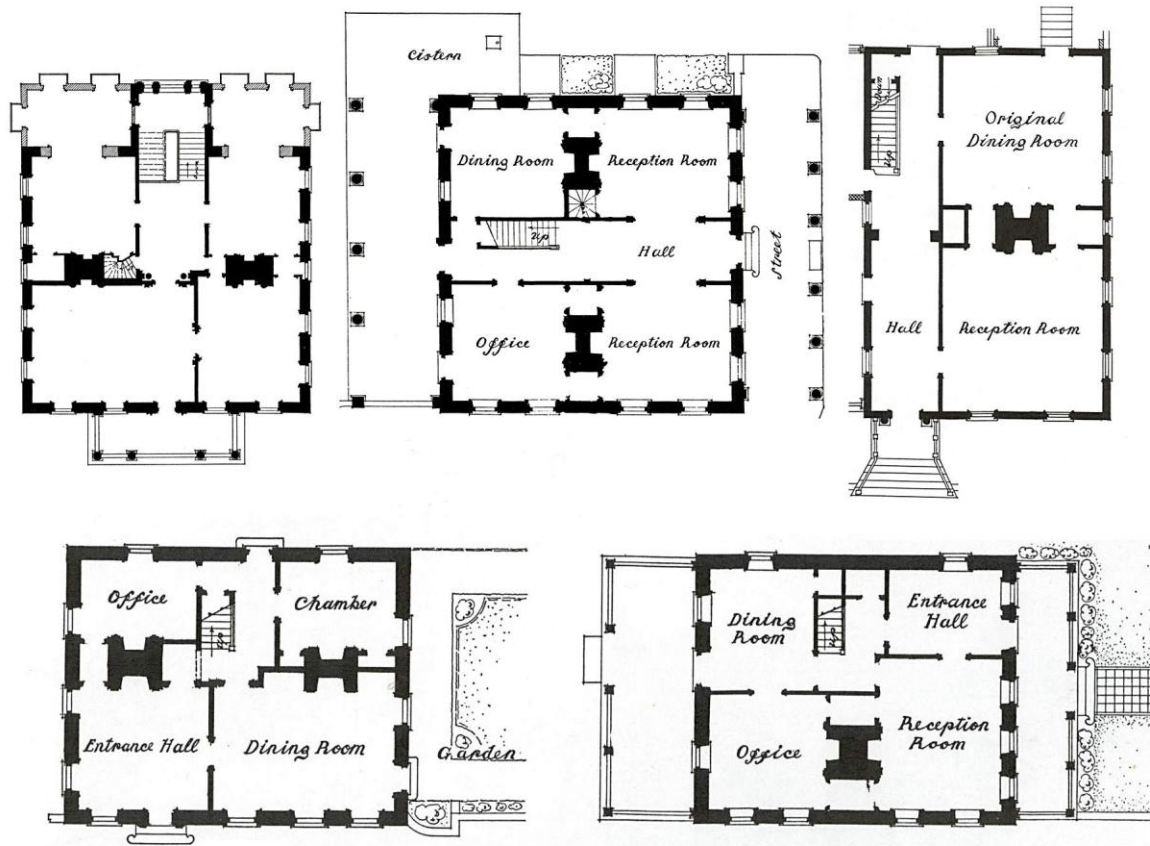 Cistern
Dining Room
Reception Room
Up
Hall
Street
Office
Reception Room
Down
Up
Original
Dining Room
Hall
Reception Room
Office
Chamber
Up
Entrance Hall
Dining Room
Garden
Dining
Room
Up
Entrance
Hall
Office
Reception
Room